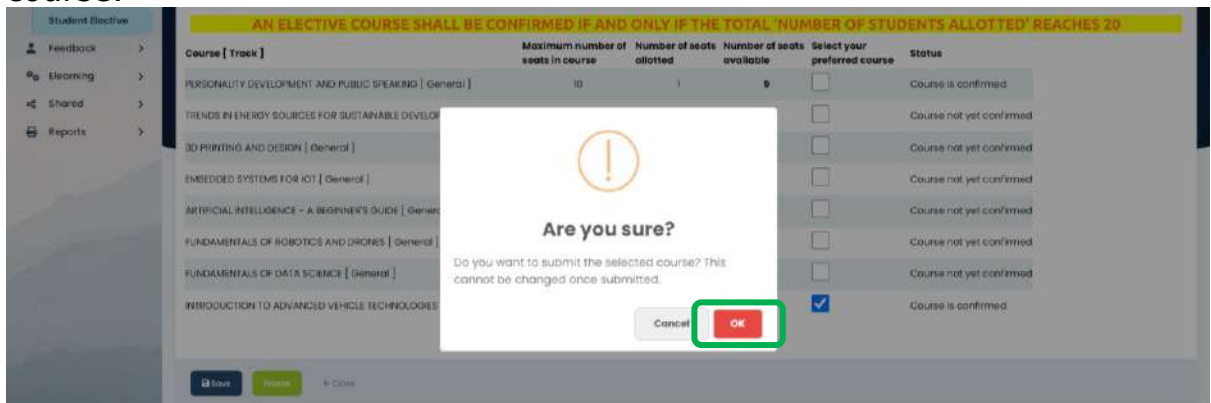 course.
Student Elective
AN ELECTIVE COURSE SHALL BE CONFIRMED IF AND ONLY IF THE TOTAL 'NUMBER OF STUDENTS ALLOTTED' REACHES 20
Feedback
Elearning
Shared
Reports
Course [ Track ]
Maximum number of seats in course
Number of seats allotted
Number of seats available
Select your preferred course
Status
PERSONALITY DEVELOPMENT AND PUBLIC SPEAKING [ General ] 10 1 9 Course is confirmed
TRENDS IN ENERGY SOURCES FOR SUSTAINABLE DEVELOP Course not yet confirmed
3D PRINTING AND DESIGN [ General ] Course not yet confirmed
EMBEDDED SYSTEMS FOR IOT [ General ] Course not yet confirmed
ARTIFICIAL INTELLIGENCE - A BEGINNER'S GUIDE [ General Course not yet confirmed
FUNDAMENTALS OF ROBOTICS AND DRONES [ General ] Course not yet confirmed
FUNDAMENTALS OF DATA SCIENCE [ General ] Course not yet confirmed
INTRODUCTION TO ADVANCED VEHICLE TECHNOLOGIES Course is confirmed
Are you sure?
Do you want to submit the selected course? This
cannot be changed once submitted.
Cancel OK
Save Freeze Close